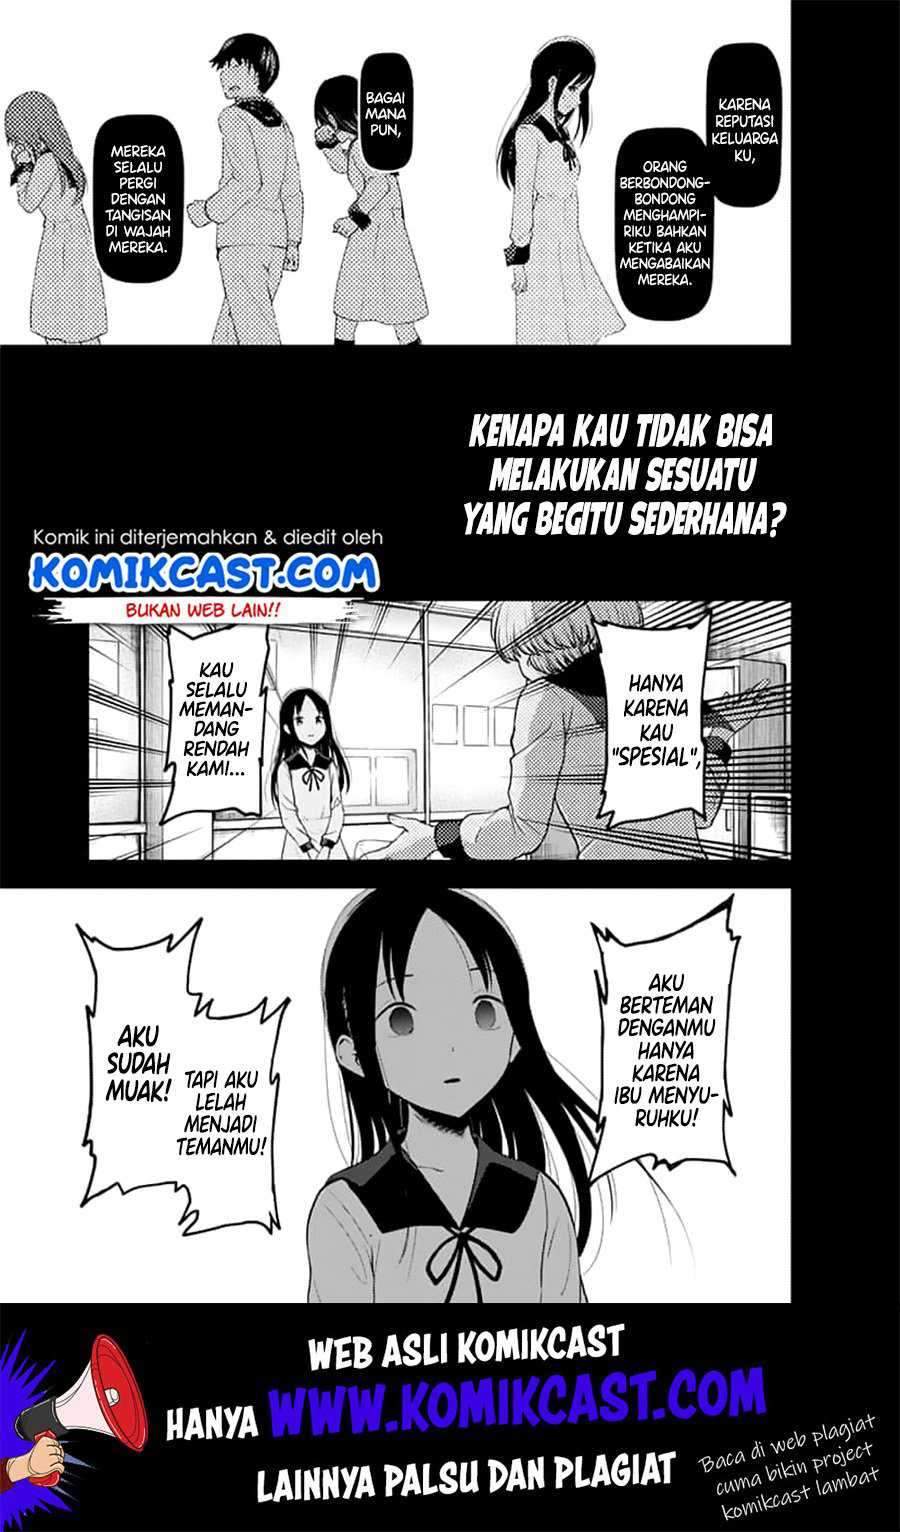 KARENA
REPUTASI
KELUARGA
KU,
ORANG
BERBONDONG-
BONDONG
MENGHAMPI-
RIKU BAHKAN
KETIKA AKU
MENGABAIKAN
MEREKA.
BAGAI
MANA
PUN,
MEREKA
SELALU
PERGI
DENGAN
TANGISAN
DI WAJAH
MEREKA.
KENAPA KAU TIDAK BISA
MELAKUKAN SESUATU
YANG BEGITU SEDERHANA?
Komik ini diterjemahkan & diedit oleh
KOMIKCAST.COM
BUKAN WEB LAIN!!
HANYA
KARENA
KAU
"SPESIAL",
KAU
SELALU
MEMAN-
DANG
RENDAH
KAMI...
AKU
BERTEMAN
DENGANMU
HANYA
KARENA
IBU MENYU-
RUHKU!
TAPI AKU
LELAH
MENJADI
TEMANMU!
AKU
SUDAH
MUAK!
WEB ASLI KOMIKCAST
HANYA WWW.KOMIKCAST.COM
LAINNYA PALSU DAN PLAGIAT
Baca di web plagiat
cuma bikin project
komikcast lambat